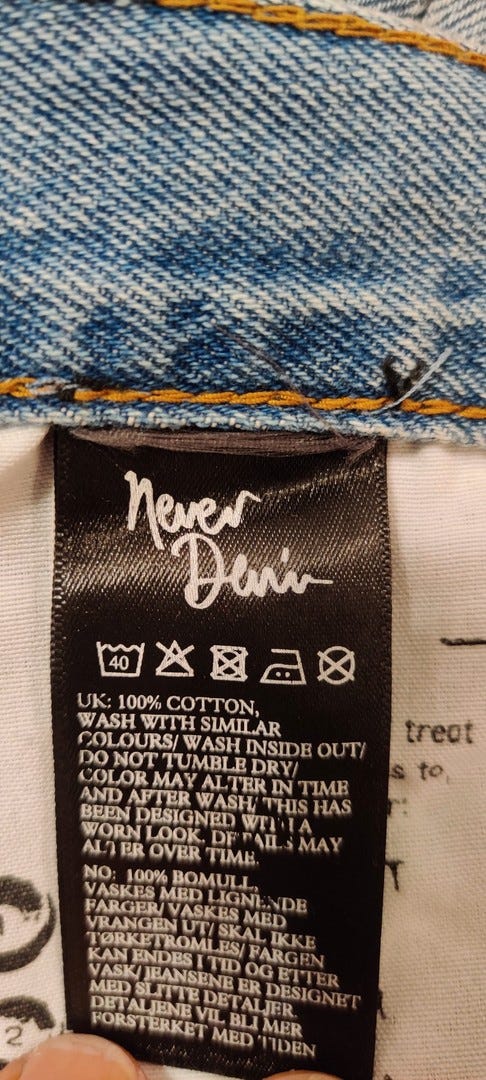 Never
Denim
40
UK: 100% COTTON,
WASH WITH SIMILAR
COLOURS/ WASH INSIDE OUT/
DO NOT TUMBLE DRY/
COLOR MAY ALTER IN TIME
AND AFTER WASH/ THIS HAS
BEEN DESIGNED WITH A
WORN LOOK. DETAILS MAY
ALTER OVER TIME.
NO: 100% BOMULL,
VASKES MED LIGNENDE
FARGER/ VASKES MED
VRANGEN UT/ SKAL IKKE
TØRKETROMLES/ FARGEN
KAN ENDES I TID OG ETTER
VASK/ JEANSENE ER DESIGNET
MED SLITTE DETALJER.
DETALJENE VIL BLI MER
FORSTERKET MED TIDEN
treat
s to
2